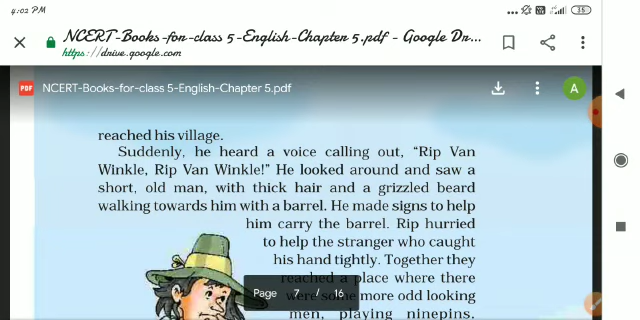 4:02 PM
35
NCERT-Books-for-class 5-English-Chapter 5.pdf - Google Dr...
https://drive.google.com
PDF NCERT-Books-for-class 5-English-Chapter 5.pdf
A
reached his village.
Suddenly, he heard a voice calling out, “Rip Van
Winkle, Rip Van Winkle!” He looked around and saw a
short, old man, with thick hair and a grizzled beard
walking towards him with a barrel. He made signs to help
him carry the barrel. Rip hurried
to help the stranger who caught
his hand tightly. Together they
reached a place where there
were some more odd looking
men, playing ninepins.
Page 7 / 16